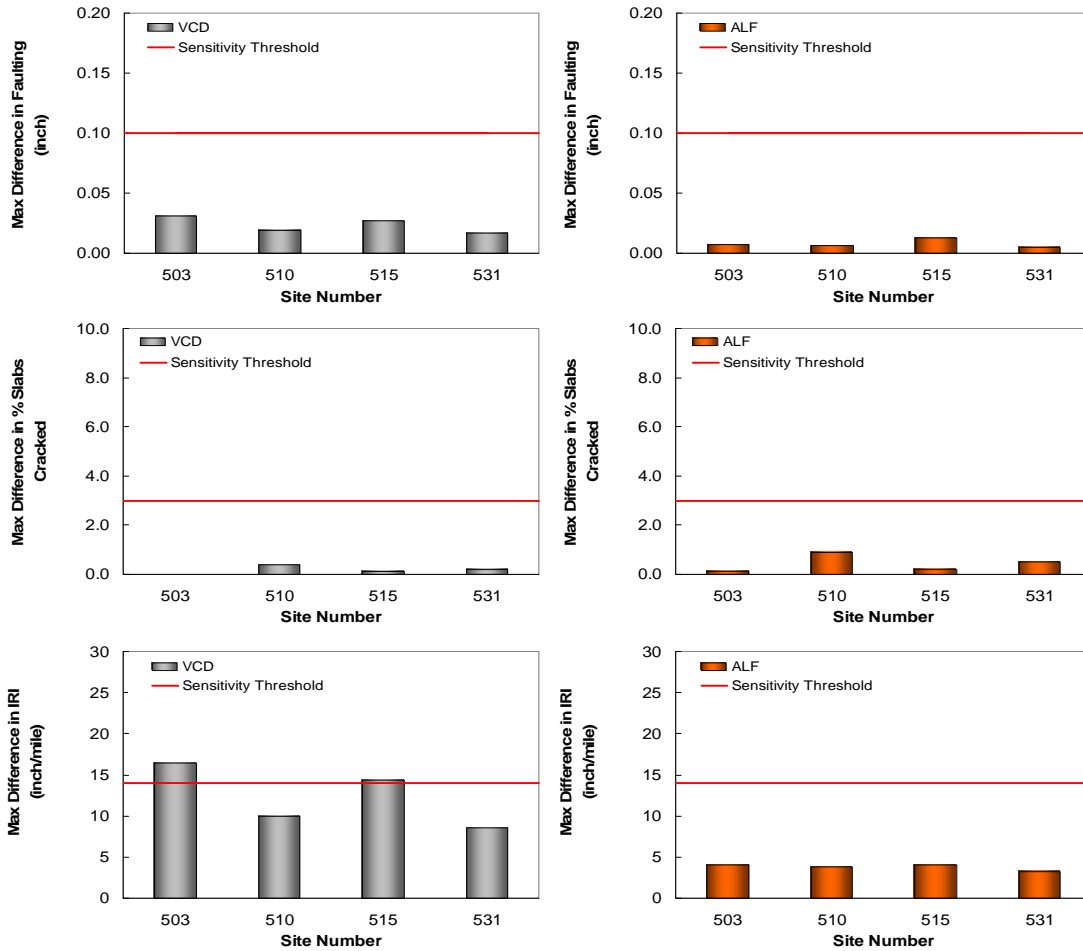 Max Difference in Faulting
(inch)
0.20
0.15
0.10
0.05
0.00
VCD
Sensitivity Threshold
503 510 515 531
Site Number
Max Difference in Faulting
(inch)
0.20
0.15
0.10
0.05
0.00
ALF
Sensitivity Threshold
503 510 515 531
Site Number
Max Difference in % Slabs
Cracked
10.0
8.0
6.0
4.0
2.0
0.0
VCD
Sensitivity Threshold
503 510 515 531
Site Number
Max Difference in % Slabs
Cracked
10.0
8.0
6.0
4.0
2.0
0.0
ALF
Sensitivity Threshold
503 510 515 531
Site Number
Max Difference in IRI
(inch/mile)
30
25
20
15
10
5
0
VCD
Sensitivity Threshold
503 510 515 531
Site Number
Max Difference in IRI
(inch/mile)
30
25
20
15
10
5
0
ALF
Sensitivity Threshold
503 510 515 531
Site Number